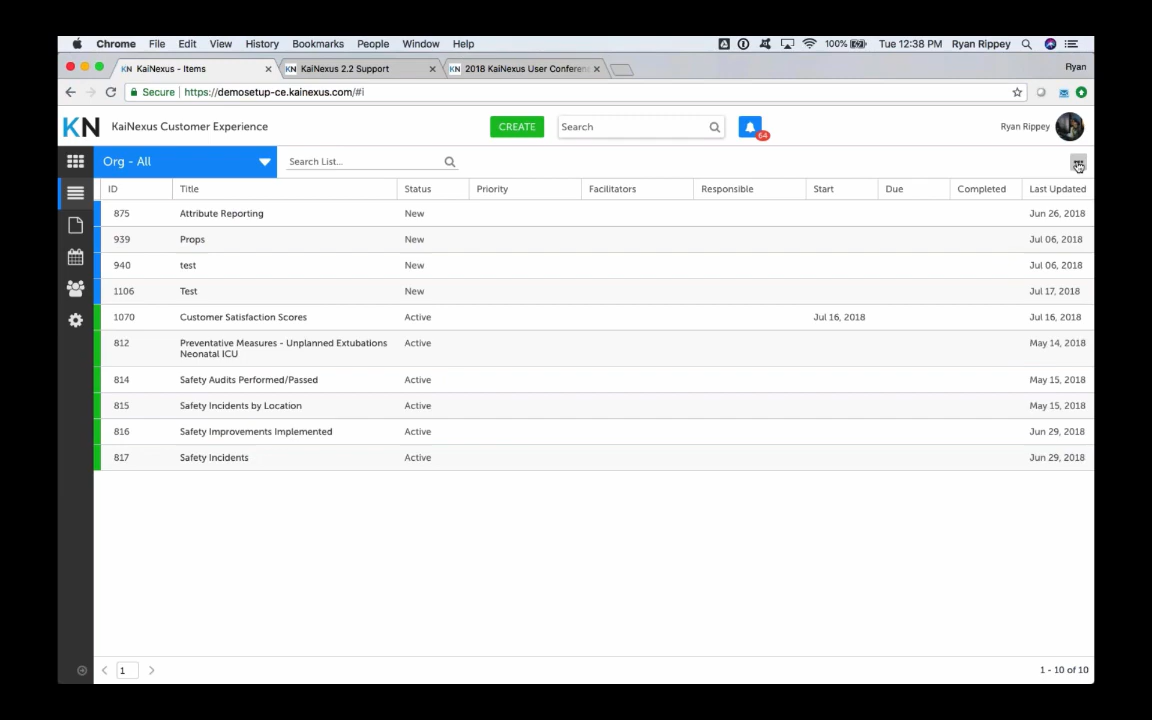 Chrome File Edit View History Bookmarks People Window Help 100% Tue 12:38 PM Ryan Rippey
KN KaiNexus - Items KN KaiNexus 2.2 Support KN 2018 KaiNexus User Conferen Ryan
Secure https://demosetup-ce.kainexus.com/#i
KN KaiNexus Customer Experience CREATE Search 64 Ryan Rippey
Org - All Search List...
ID Title Status Priority Facilitators Responsible Start Due Completed Last Updated
875 Attribute Reporting New Jun 26, 2018
939 Props New Jul 06, 2018
940 test New Jul 06, 2018
1106 Test New Jul 17, 2018
1070 Customer Satisfaction Scores Active Jul 16, 2018 Jul 16, 2018
812 Preventative Measures - Unplanned Extubations Active May 14, 2018
Neonatal ICU
814 Safety Audits Performed/Passed Active May 15, 2018
815 Safety Incidents by Location Active May 15, 2018
816 Safety Improvements Implemented Active Jun 29, 2018
817 Safety Incidents Active Jun 29, 2018
1 1 - 10 of 10